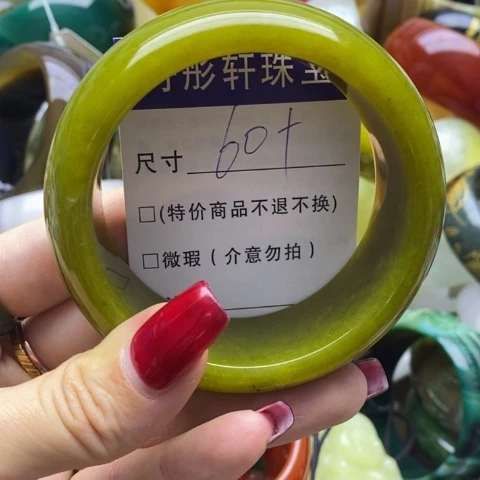 彤轩珠宝
尺寸 60+
□(特价商品不退不换)
□微瑕(介意勿拍)